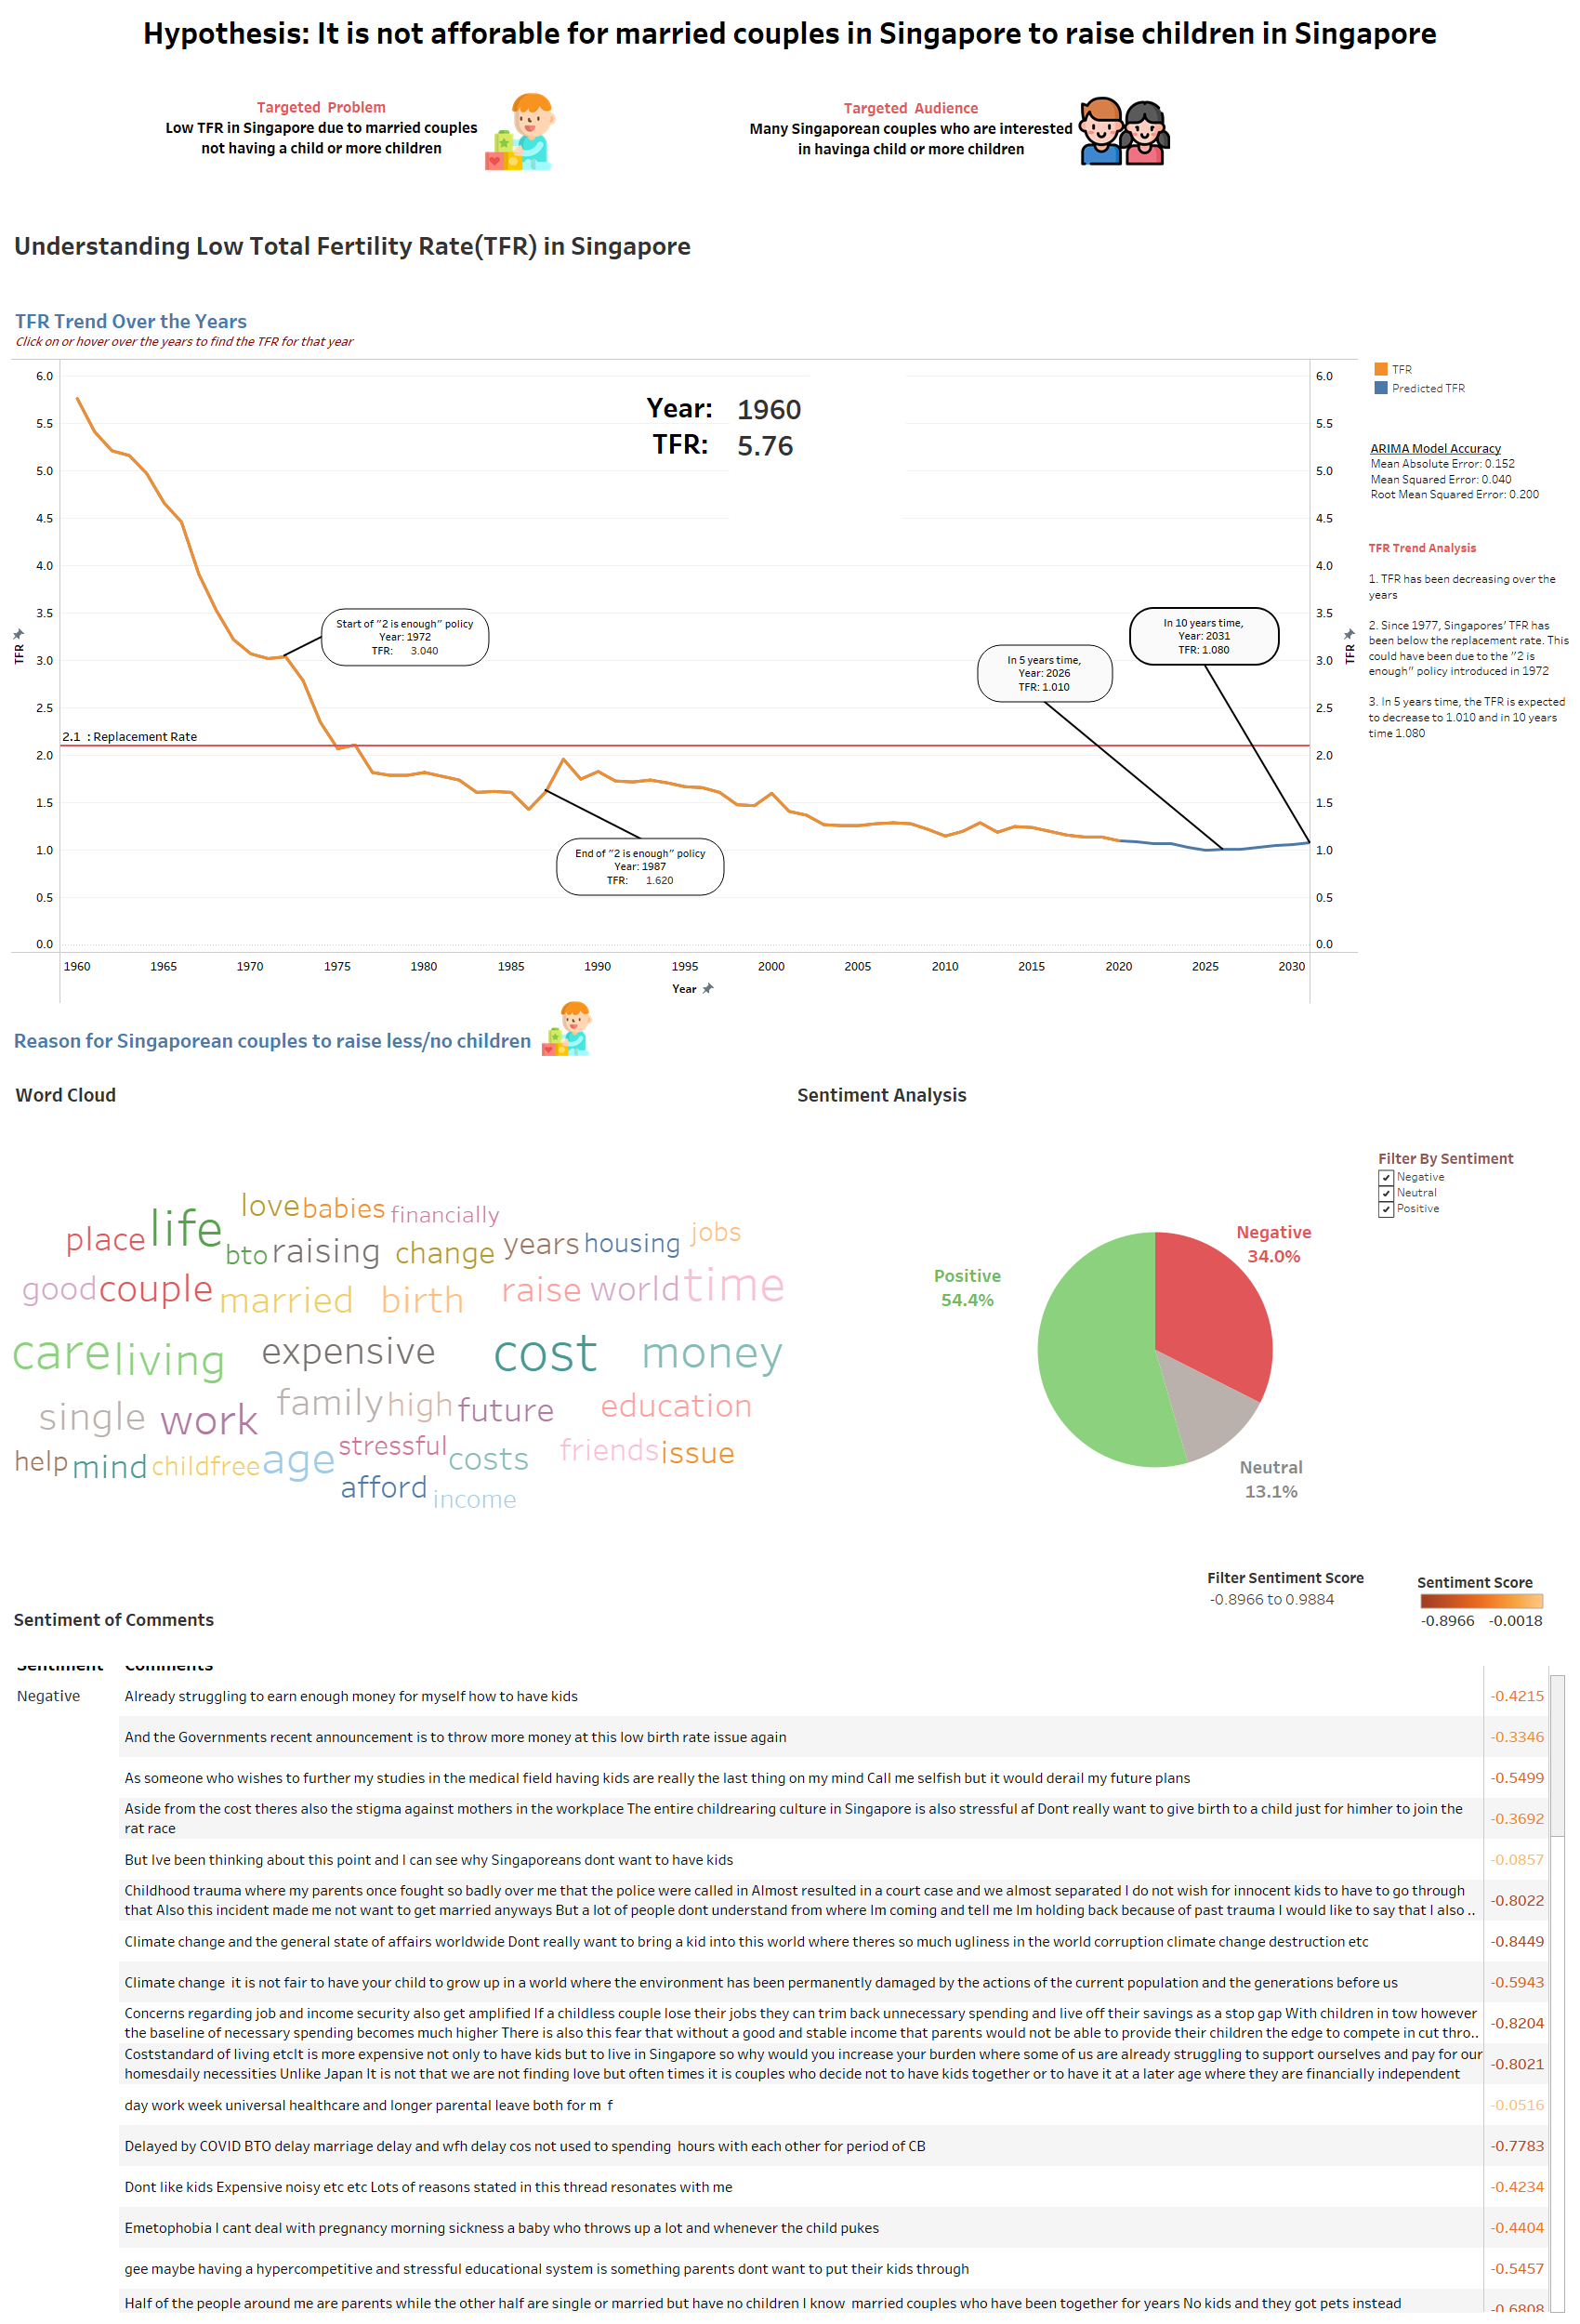 Hypothesis: It is not afforable for married couples in Singapore to raise children in Singapore
Targeted Problem
Low TFR in Singapore due to married couples
not having a child or more children
Targeted Audience
Many Singaporean couples who are interested
in havinga child or more children
Understanding Low Total Fertility Rate(TFR) in Singapore
TFR Trend Over the Years
Click on or hover over the years to find the TFR for that year
6.0
5.5
5.0
4.5
4.0
3.5
3.0
2.5
2.0
1.5
1.0
0.5
0.0
TFR
Year: 1960
TFR: 5.76
Start of "2 is enough" policy
Year: 1972
TFR: 3.040
2.1 : Replacement Rate
End of "2 is enough" policy
Year: 1987
TFR: 1.620
In 5 years time,
Year: 2026
TFR: 1.010
In 10 years time,
Year: 2031
TFR: 1.080
6.0
5.5
5.0
4.5
4.0
3.5
3.0
2.5
2.0
1.5
1.0
0.5
0.0
TFR
1960 1965 1970 1975 1980 1985 1990 1995 2000 2005 2010 2015 2020 2025 2030
Year
TFR
Predicted TFR
ARIMA Model Accuracy
Mean Absolute Error: 0.152
Mean Squared Error: 0.040
Root Mean Squared Error: 0.200
TFR Trend Analysis
1. TFR has been decreasing over the
years
2. Since 1977, Singapores' TFR has
been below the replacement rate. This
could have been due to the "2 is
enough" policy introduced in 1972
3. In 5 years time, the TFR is expected
to decrease to 1.010 and in 10 years
time 1.080
Reason for Singaporean couples to raise less/no children
Word Cloud
love babies financially
place life bto raising change years housing jobs
good couple married birth raise world time
care living expensive cost money
single work family high future education
help mind childfree age stressful costs friends issue
afford income
Sentiment Analysis
Positive
54.4%
Negative
34.0%
Neutral
13.1%
Filter By Sentiment
Negative
Neutral
Positive
Filter Sentiment Score
-0.8966 to 0.9884
Sentiment Score
-0.8966 -0.0018
Sentiment of Comments
Sentiment Comments
Negative Already struggling to earn enough money for myself how to have kids -0.4215
And the Governments recent announcement is to throw more money at this low birth rate issue again -0.3346
As someone who wishes to further my studies in the medical field having kids are really the last thing on my mind Call me selfish but it would derail my future plans -0.5499
Aside from the cost theres also the stigma against mothers in the workplace The entire childrearing culture in Singapore is also stressful af Dont really want to give birth to a child just for himher to join the
rat race -0.3692
But Ive been thinking about this point and I can see why Singaporeans dont want to have kids -0.0857
Childhood trauma where my parents once fought so badly over me that the police were called in Almost resulted in a court case and we almost separated I do not wish for innocent kids to have to go through
that Also this incident made me not want to get married anyways But a lot of people dont understand from where Im coming and tell me Im holding back because of past trauma I would like to say that I also .. -0.8022
Climate change and the general state of affairs worldwide Dont really want to bring a kid into this world where theres so much ugliness in the world corruption climate change destruction etc -0.8449
Climate change it is not fair to have your child to grow up in a world where the environment has been permanently damaged by the actions of the current population and the generations before us -0.5943
Concerns regarding job and income security also get amplified If a childless couple lose their jobs they can trim back unnecessary spending and live off their savings as a stop gap With children in tow however
the baseline of necessary spending becomes much higher There is also this fear that without a good and stable income that parents would not be able to provide their children the edge to compete in cut thro.. -0.8204
Coststandard of living etcIt is more expensive not only to have kids but to live in Singapore so why would you increase your burden where some of us are already struggling to support ourselves and pay for our
homesdaily necessities Unlike Japan It is not that we are not finding love but often times it is couples who decide not to have kids together or to have it at a later age where they are financially independent -0.8021
day work week universal healthcare and longer parental leave both for m f -0.0516
Delayed by COVID BTO delay marriage delay and wfh delay cos not used to spending hours with each other for period of CB -0.7783
Dont like kids Expensive noisy etc etc Lots of reasons stated in this thread resonates with me -0.4234
Emetophobia I cant deal with pregnancy morning sickness a baby who throws up a lot and whenever the child pukes -0.4404
gee maybe having a hypercompetitive and stressful educational system is something parents dont want to put their kids through -0.5457
Half of the people around me are parents while the other half are single or married but have no children I know married couples who have been together for years No kids and they got pets instead -0.6808